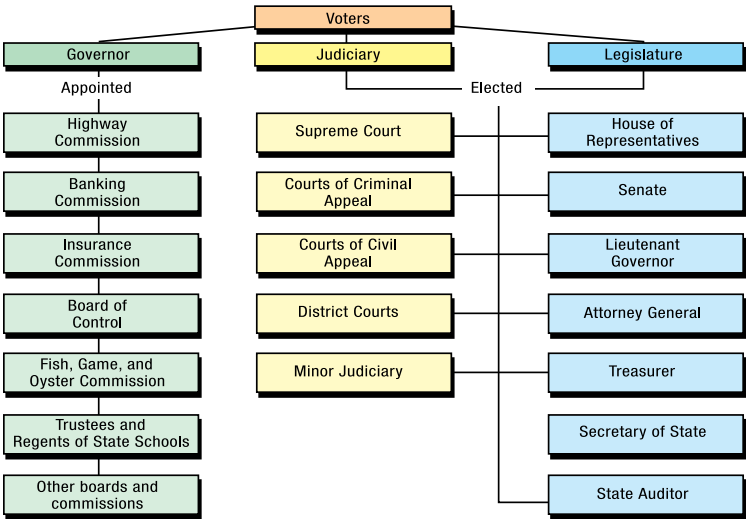 Voters
Governor
Judiciary
Legislature
Appointed
Elected
Highway
Commission
Banking
Commission
Insurance
Commission
Board of
Control
Fish, Game, and
Oyster Commission
Trustees and
Regents of State Schools
Other boards and
commissions
Supreme Court
Courts of Criminal
Appeal
Courts of Civil
Appeal
District Courts
Minor Judiciary
House of
Representatives
Senate
Lieutenant
Governor
Attorney General
Treasurer
Secretary of State
State Auditor